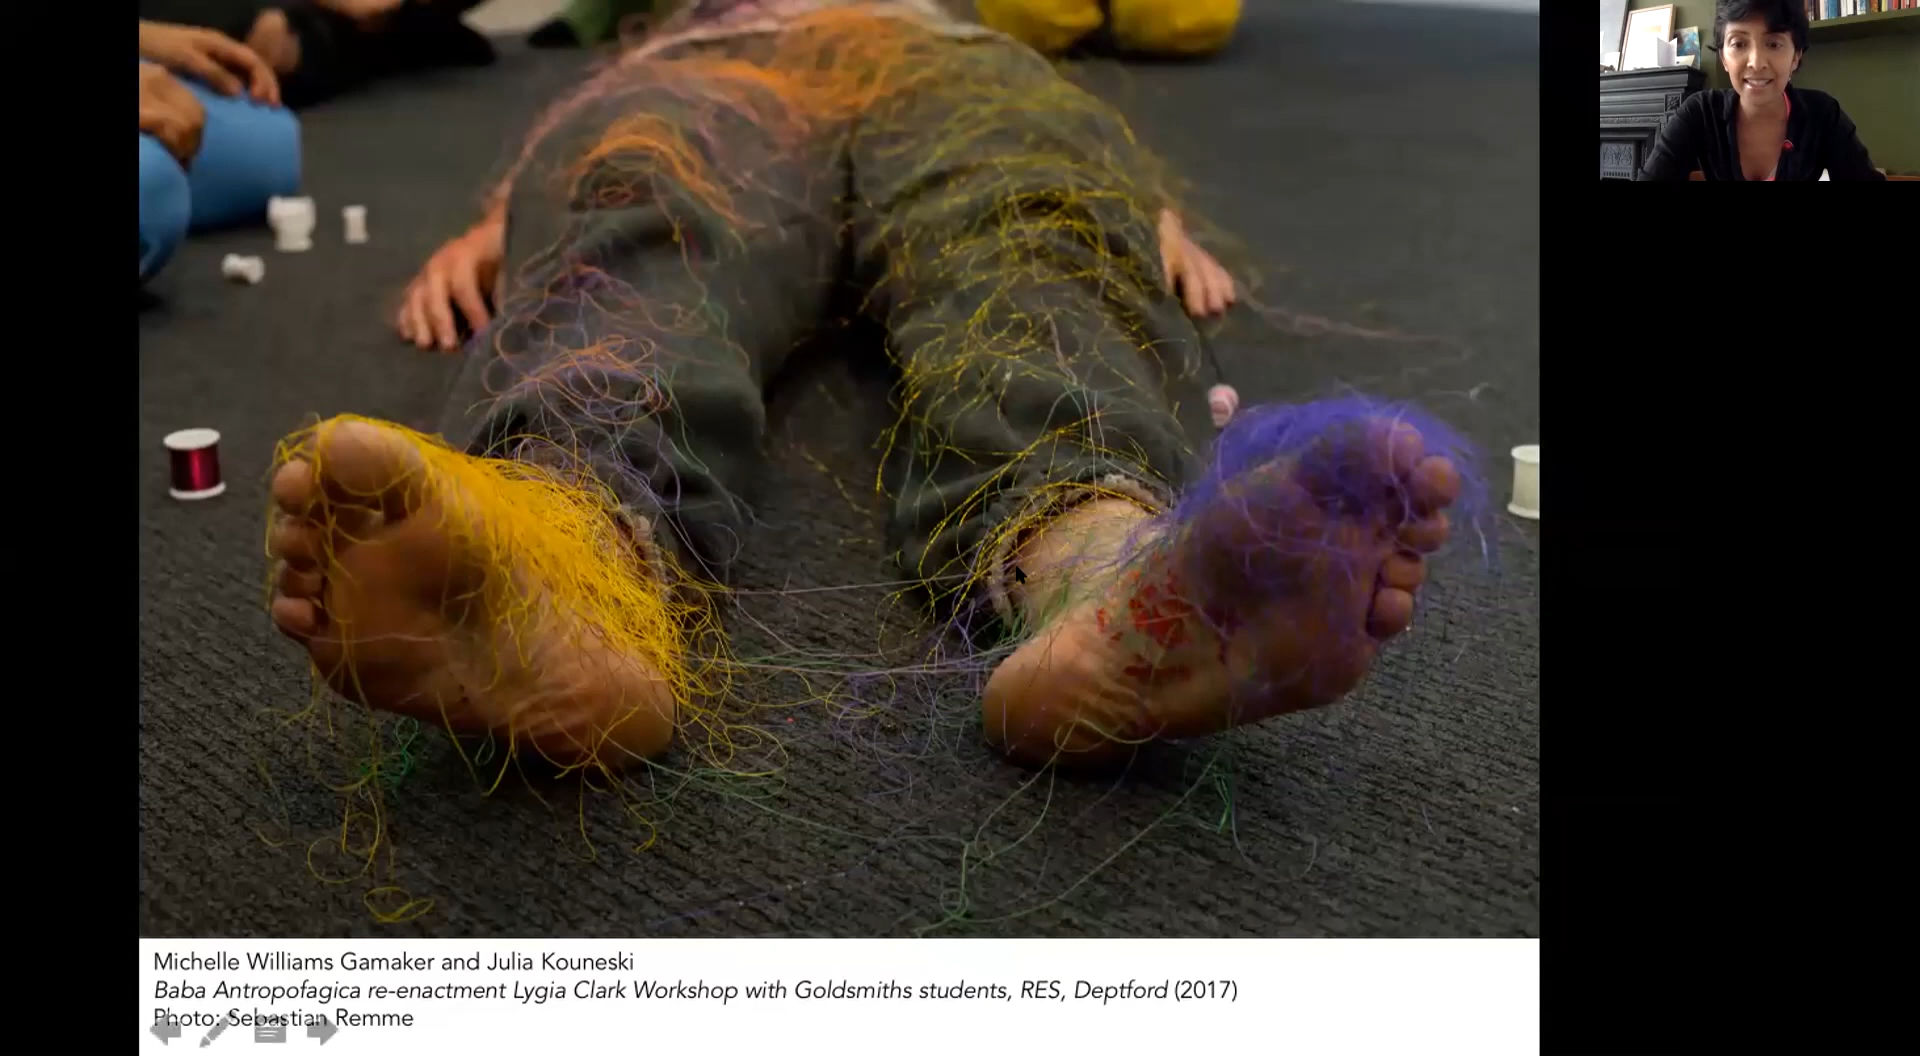 Michelle Williams Gamaker and Julia Kouneski
Baba Antropofagica re-enactment Lygia Clark Workshop with Goldsmiths students, RES, Deptford (2017)
Photo: Sebastian Remme